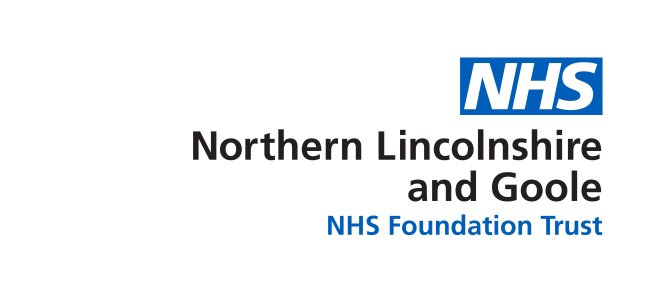 NHS
Northern Lincolnshire
and Goole
NHS Foundation Trust